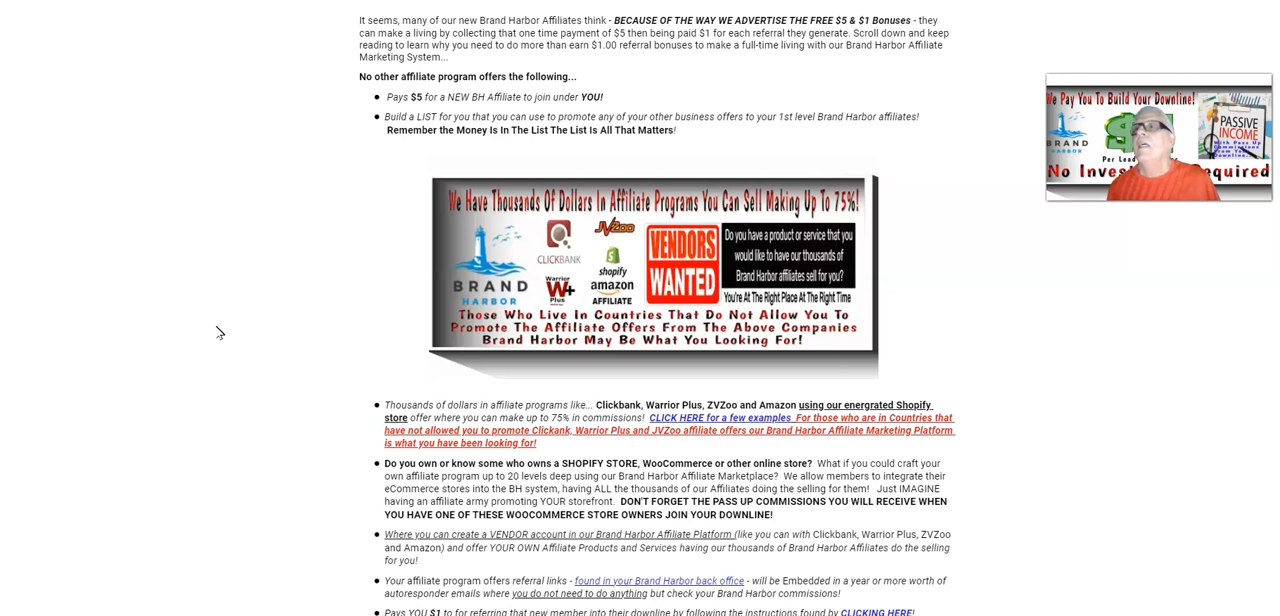 It seems, many of our new Brand Harbor Affiliates think - BECAUSE OF THE WAY WE ADVERTISE THE FREE $5 & $1 Bonuses - they
can make a living by collecting that one time payment of $5 then being paid $1 for each referral they generate. Scroll down and keep
reading to learn why you need to do more than earn $1.00 referral bonuses to make a full-time living with our Brand Harbor Affiliate
Marketing System...
No other affiliate program offers the following...
Pays $5 for a NEW BH Affiliate to join under YOU!
Build a LIST for you that you can use to promote any of your other business offers to your 1st level Brand Harbor affiliates!
Remember the Money Is In The List The List Is All That Matters!
We Pay You To Build Your Downline!
BRAND
HARBOR
$1
Per Lead
PASSIVE
INCOME
With Pass Up
Commissions
From Your
Downline.
No Inves Required
We Have Thousands Of Dollars In Affiliate Programs You Can Sell Making Up To 75%!
BRAND
HARBOR
CLICKBANK
JVZoo
shopify
Warrior
W+
Plus
amazon
AFFILIATE
VENDORS
WANTED
Do you have a product or service that you
would like to have our thousands of
Brand Harbor affiliates sell for you?
You're At The Right Place At The Right Time
Those Who Live In Countries That Do Not Allow You To
Promote The Affiliate Offers From The Above Companies
Brand Harbor May Be What You Looking For!
Thousands of dollars in affiliate programs like... Clickbank, Warrior Plus, ZVZoo and Amazon using our energrated Shopify
store offer where you can make up to 75% in commissions! CLICK HERE for a few examples For those who are in Countries that
have not allowed you to promote Clickank, Warrior Plus and JVZoo affiliate offers our Brand Harbor Affiliate Marketing Platform
is what you have been looking for!
Do you own or know some who owns a SHOPIFY STORE, WooCommerce or other online store? What if you could craft your
own affiliate program up to 20 levels deep using our Brand Harbor Affiliate Marketplace? We allow members to integrate their
eCommerce stores into the BH system, having ALL the thousands of our Affiliates doing the selling for them! Just IMAGINE
having an affiliate army promoting YOUR storefront. DON'T FORGET THE PASS UP COMMISSIONS YOU WILL RECEIVE WHEN
YOU HAVE ONE OF THESE WOOCOMMERCE STORE OWNERS JOIN YOUR DOWNLINE!
Where you can create a VENDOR account in our Brand Harbor Affiliate Platform (like you can with Clickbank, Warrior Plus, ZVZoo
and Amazon) and offer YOUR OWN Affiliate Products and Services having our thousands of Brand Harbor Affiliates do the selling
for you!
Your affiliate program offers referral links - found in your Brand Harbor back office - will be Embedded in a year or more worth of
autoresponder emails where you do not need to do anything but check your Brand Harbor commissions!
Pays YOU $1 to for referring that new member into their downline by following the instructions found by CLICKING HERE!